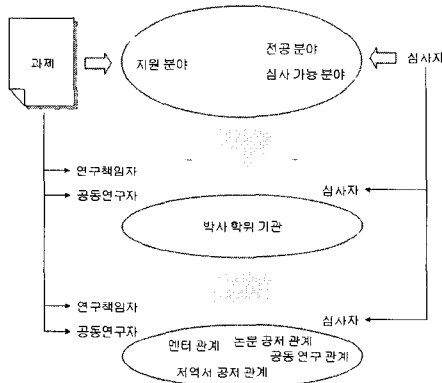 과제
지원 분야
전공 분야
심사 가능 분야
심사자
연구책임자
공동연구자
심사자
박사 학위 기관
연구책임자
공동연구자
심사자
멘터 관계
논문 공저 관계
공동 연구 관계
저역서 공저 관계